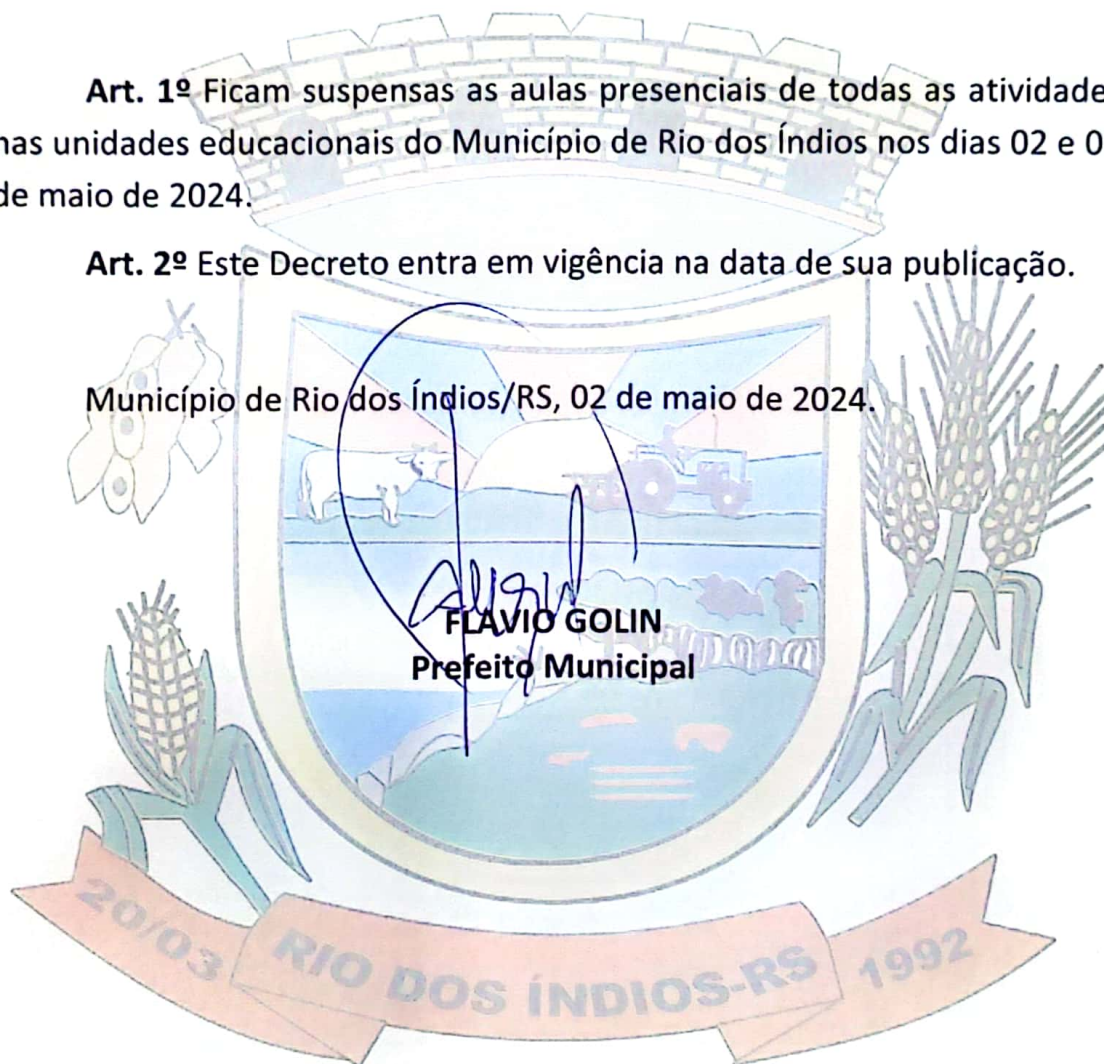 Art. 1º Ficam suspensas as aulas presenciais de todas as atividade
nas unidades educacionais do Município de Rio dos Índios nos dias 02 e 0
de maio de 2024.
Art. 2º Este Decreto entra em vigência na data de sua publicação.
Município de Rio dos Índios/RS, 02 de maio de 2024.
FLAVIO GOLIN
Prefeito Municipal
20/03 RIO DOS ÍNDIOS-RS 1992